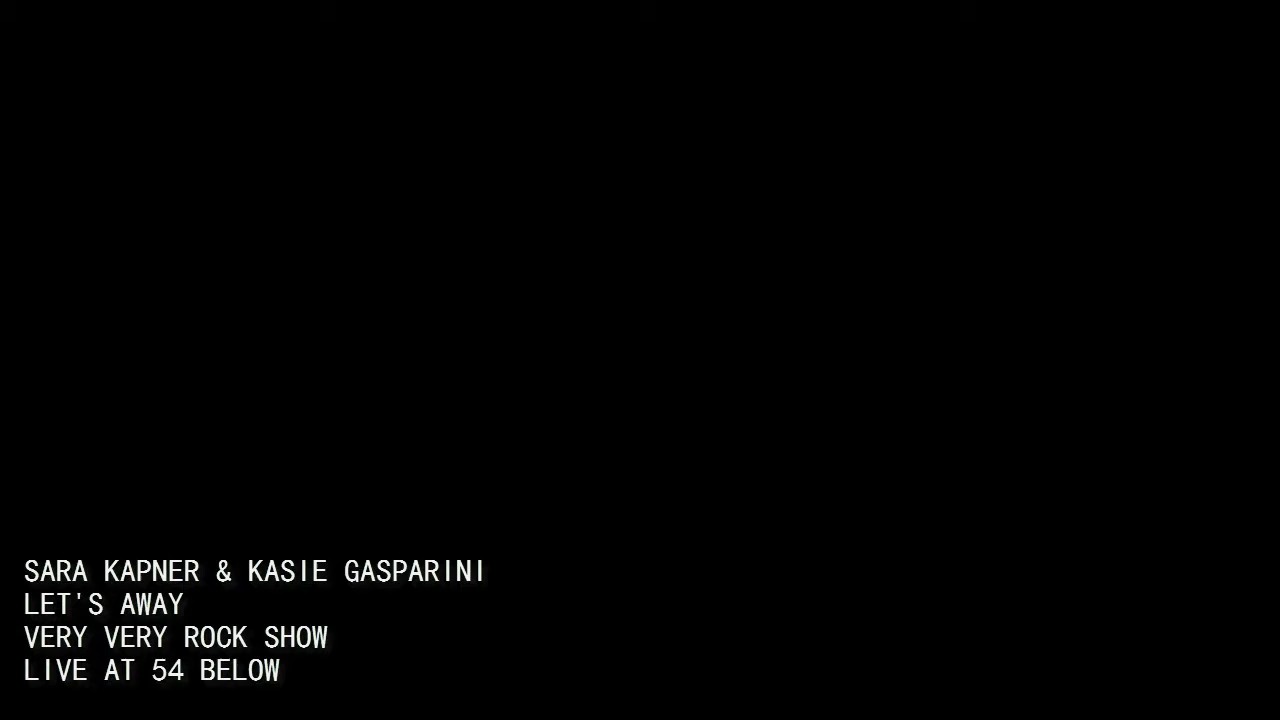 SARA KAPNER & KASIE GASPARINI
LET'S AWAY
VERY VERY ROCK SHOW
LIVE AT 54 BELOW